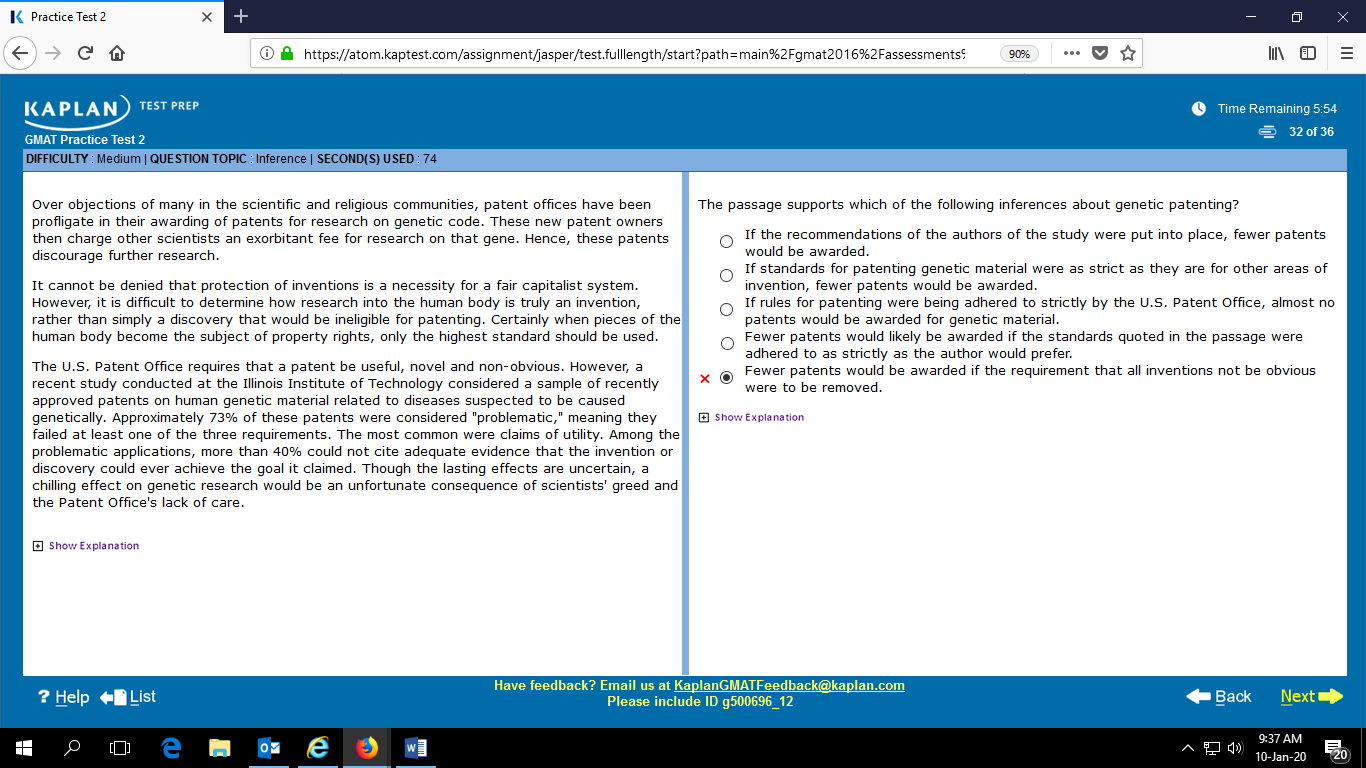 Practice Test 2
https://atom.kaptest.com/assignment/jasper/test.fulllength/start?path=main%2Fgmat2016%2Fassessments%
90%
KAPLAN TEST PREP
GMAT Practice Test 2
Time Remaining 5:54
32 of 36
DIFFICULTY : Medium | QUESTION TOPIC : Inference | SECOND(S) USED : 74
Over objections of many in the scientific and religious communities, patent offices have been
profligate in their awarding of patents for research on genetic code. These new patent owners
then charge other scientists an exorbitant fee for research on that gene. Hence, these patents
discourage further research.
It cannot be denied that protection of inventions is a necessity for a fair capitalist system.
However, it is difficult to determine how research into the human body is truly an invention,
rather than simply a discovery that would be ineligible for patenting. Certainly when pieces of the
human body become the subject of property rights, only the highest standard should be used.
The U.S. Patent Office requires that a patent be useful, novel and non-obvious. However, a
recent study conducted at the Illinois Institute of Technology considered a sample of recently
approved patents on human genetic material related to diseases suspected to be caused
genetically. Approximately 73% of these patents were considered "problematic," meaning they
failed at least one of the three requirements. The most common were claims of utility. Among the
problematic applications, more than 40% could not cite adequate evidence that the invention or
discovery could ever achieve the goal it claimed. Though the lasting effects are uncertain, a
chilling effect on genetic research would be an unfortunate consequence of scientists' greed and
the Patent Office's lack of care.
Show Explanation
The passage supports which of the following inferences about genetic patenting?
If the recommendations of the authors of the study were put into place, fewer patents
would be awarded.
If standards for patenting genetic material were as strict as they are for other areas of
invention, fewer patents would be awarded.
If rules for patenting were being adhered to strictly by the U.S. Patent Office, almost no
patents would be awarded for genetic material.
Fewer patents would likely be awarded if the standards quoted in the passage were
adhered to as strictly as the author would prefer.
Fewer patents would be awarded if the requirement that all inventions not be obvious
were to be removed.
Show Explanation
? Help
List
Have feedback? Email us at KaplanGMATFeedback@kaplan.com
Please include ID g500696_12
Back
Next
9:37 AM
10-Jan-20
20